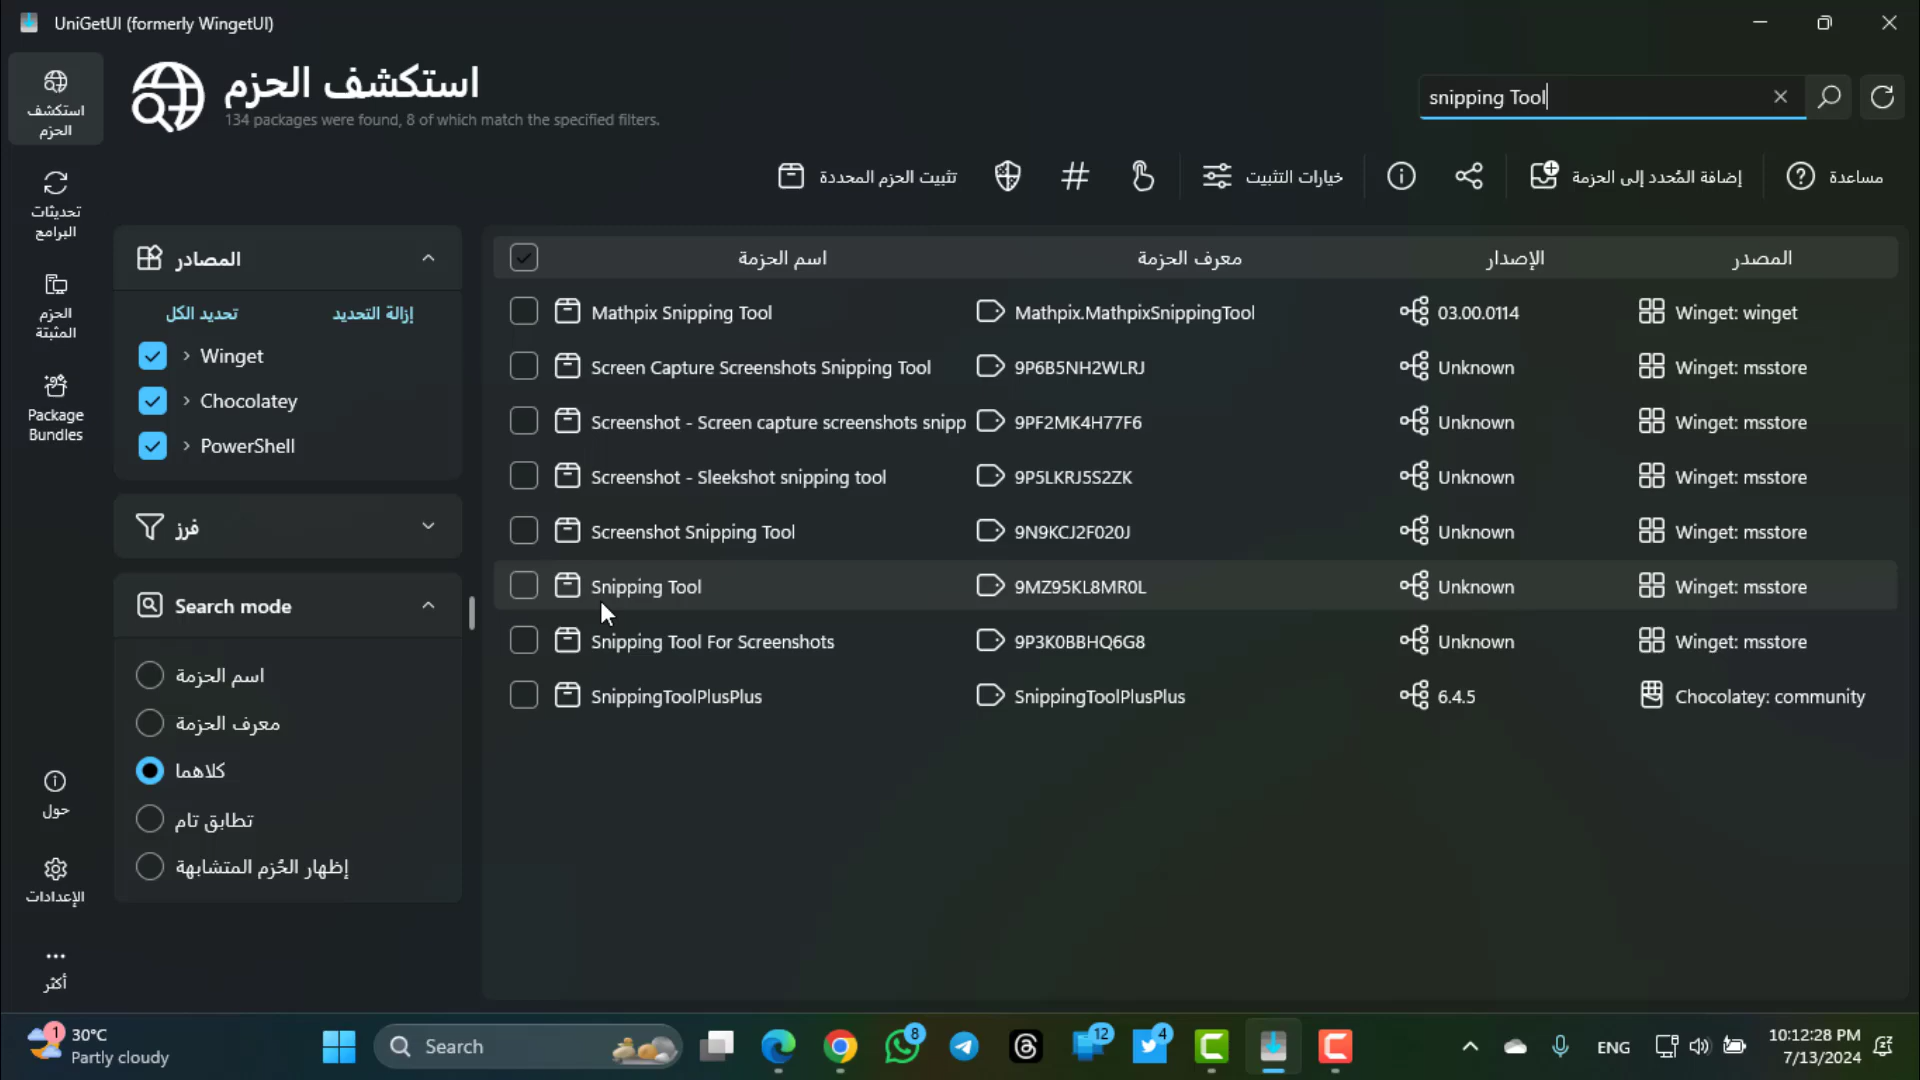 UniGetUI (formerly WingetUI)
استكشف الحزم
تحديثات البرامج
الحزم المثبتة
Package Bundles
حول
الإعدادات
أكثر
استكشف الحزم
134 packages were found, 8 of which match the specified filters.
snipping Tool
تثبيت الحزم المحددة
خيارات التثبيت
إضافة المُحدد إلى الحزمة
مساعدة
المصادر
تحديد الكل إزالة التحديد
Winget
Chocolatey
PowerShell
فرز
Search mode
اسم الحزمة
معرف الحزمة
كلاهما
تطابق تام
إظهار الحُزم المتشابهة
اسم الحزمة معرف الحزمة الإصدار المصدر
Mathpix Snipping Tool Mathpix.MathpixSnippingTool 03.00.0114 Winget: winget
Screen Capture Screenshots Snipping Tool 9P6B5NH2WLRJ Unknown Winget: msstore
Screenshot - Screen capture screenshots snipp 9PF2MK4H77F6 Unknown Winget: msstore
Screenshot - Sleekshot snipping tool 9P5LKRJ5S2ZK Unknown Winget: msstore
Screenshot Snipping Tool 9N9KCJ2F020J Unknown Winget: msstore
Snipping Tool 9MZ95KL8MR0L Unknown Winget: msstore
Snipping Tool For Screenshots 9P3K0BBHQ6G8 Unknown Winget: msstore
SnippingToolPlusPlus SnippingToolPlusPlus 6.4.5 Chocolatey: community
1
30°C
Partly cloudy
Search
8
12
4
ENG
10:12:28 PM
7/13/2024